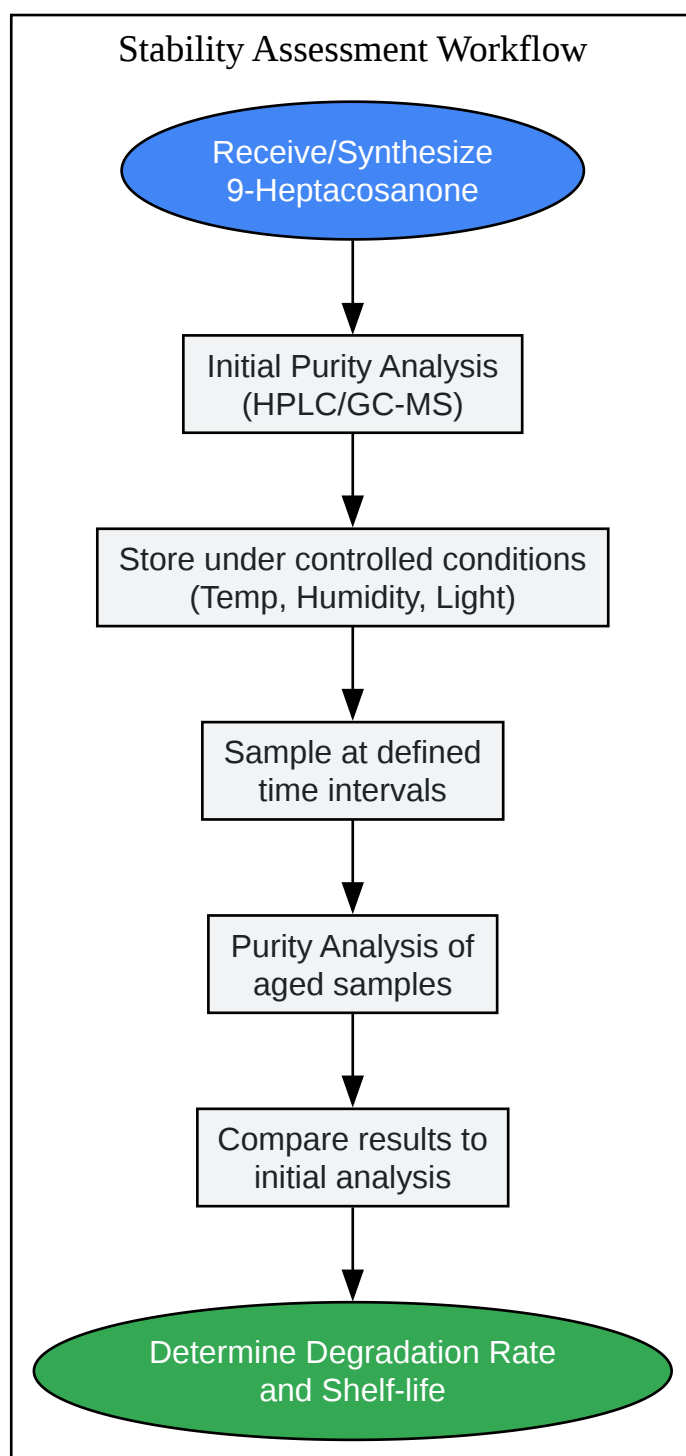 Stability Assessment Workflow
Receive/Synthesize
9-Heptacosanone
Initial Purity Analysis
(HPLC/GC-MS)
Store under controlled conditions
(Temp, Humidity, Light)
Sample at defined
time intervals
Purity Analysis of
aged samples
Compare results to
initial analysis
Determine Degradation Rate
and Shelf-life